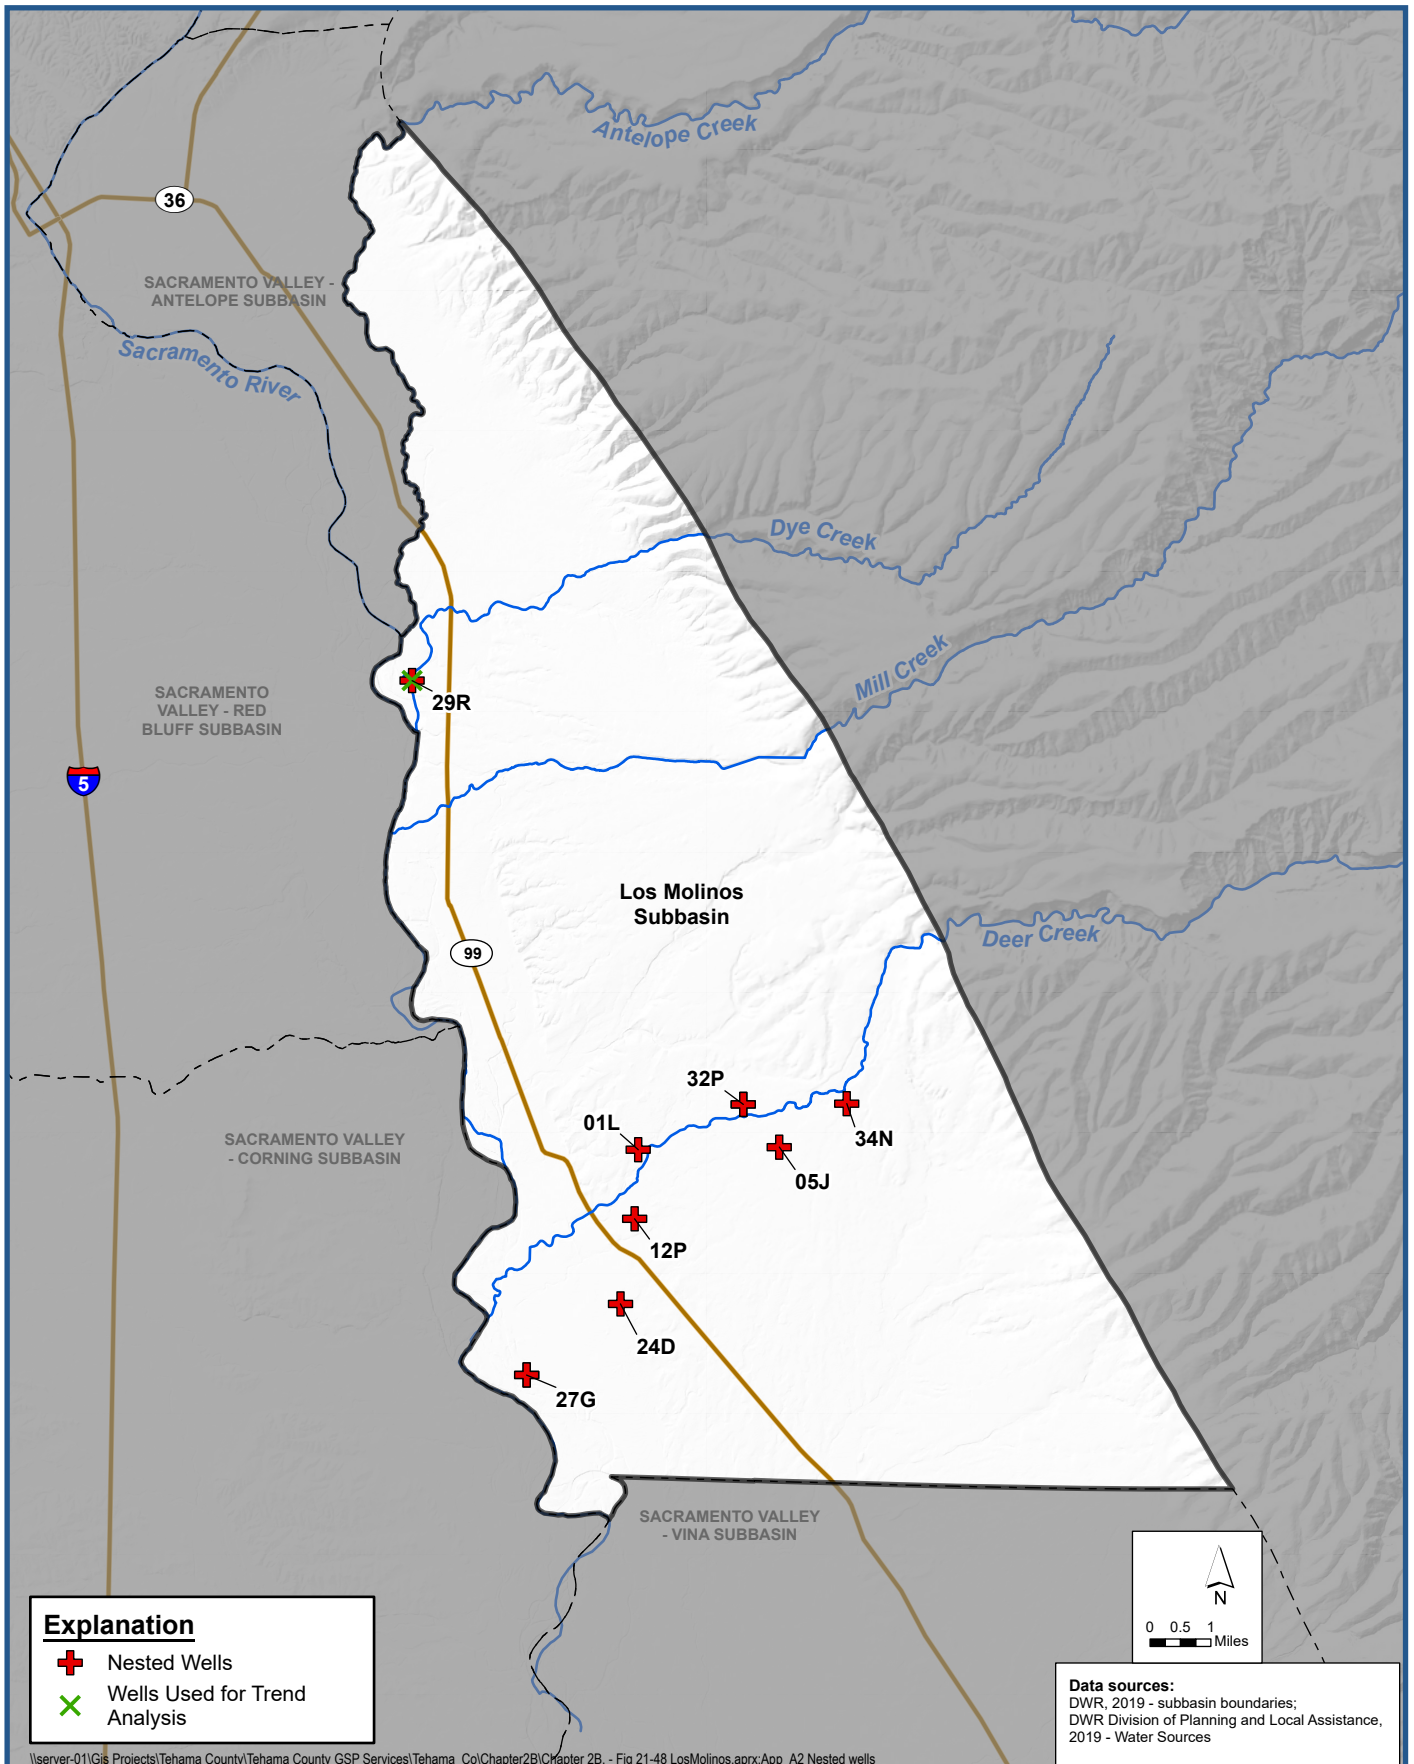 Antelope Creek
36
SACRAMENTO VALLEY -
ANTELOPE SUBBASIN
Sacramento River
Dye Creek
Mill Creek
29R
SACRAMENTO
VALLEY - RED
BLUFF SUBBASIN
5
Los Molinos
Subbasin
Deer Creek
99
32P
01L
34N
SACRAMENTO VALLEY
- CORNING SUBBASIN
05J
12P
24D
27G
SACRAMENTO VALLEY
- VINA SUBBASIN
N
0 0.5 1
Miles
Explanation
Nested Wells
Wells Used for Trend
Analysis
Data sources:
DWR, 2019 - subbasin boundaries;
DWR Division of Planning and Local Assistance,
2019 - Water Sources
\\server-01\Gis Projects\Tehama County\Tehama County GSP Services\Tehama_Co\Chapter2B\Chapter 2B. - Fig 21-48 LosMolinos.aprx:App_A2 Nested wells